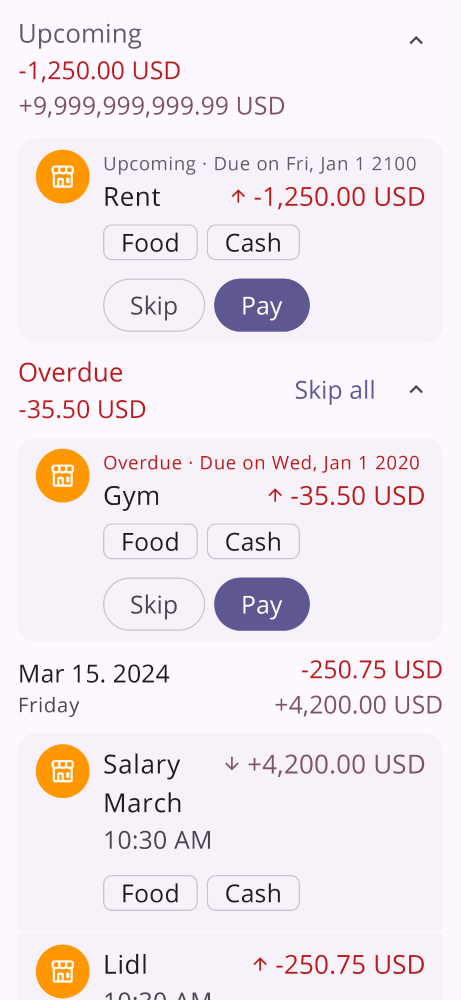 Upcoming
-1,250.00 USD
+9,999,999,999.99 USD
Upcoming · Due on Fri, Jan 1 2100
Rent ↑ -1,250.00 USD
Food Cash
Skip Pay
Overdue
-35.50 USD
Skip all
Overdue · Due on Wed, Jan 1 2020
Gym ↑ -35.50 USD
Food Cash
Skip Pay
Mar 15. 2024 -250.75 USD
Friday +4,200.00 USD
Salary ↓ +4,200.00 USD
March
10:30 AM
Food Cash
Lidl ↑ -250.75 USD
10:30 AM